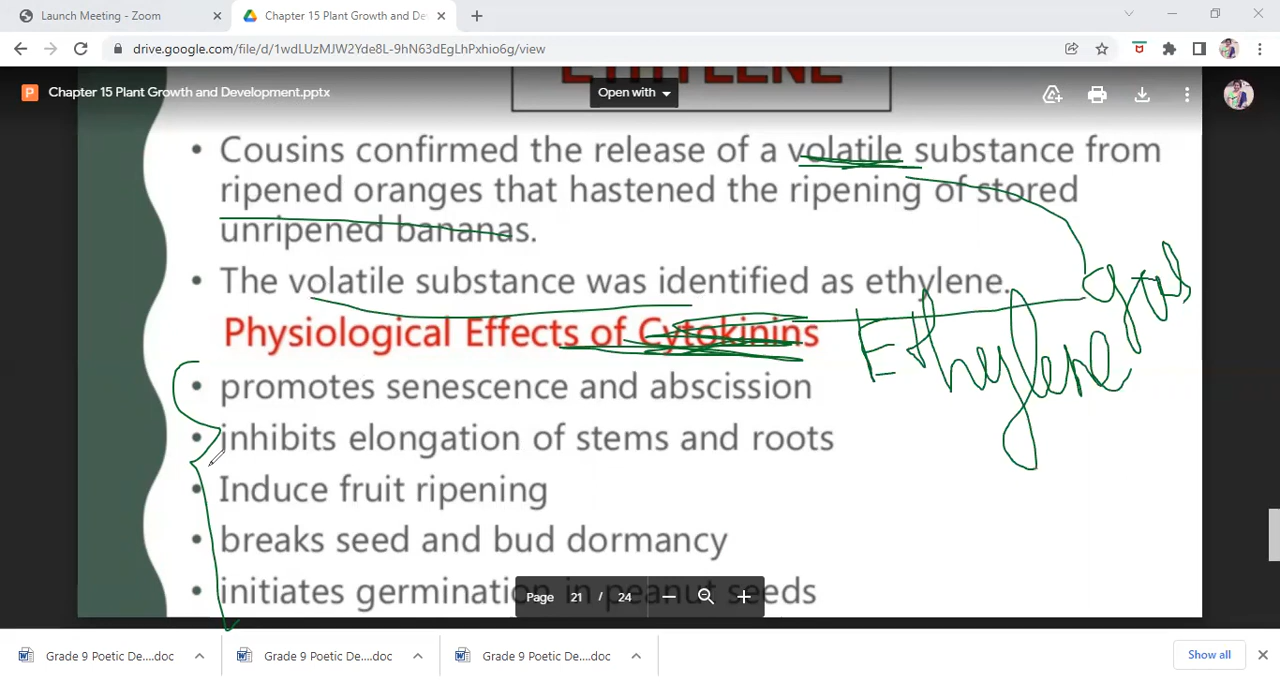 Launch Meeting - Zoom
Chapter 15 Plant Growth and De
drive.google.com/file/d/1wdLUzMJW2Yde8L-9hN63dEgLhPxhio6g/view
ETHYLENE
Chapter 15 Plant Growth and Development.pptx
Open with
• Cousins confirmed the release of a volatile substance from
ripened oranges that hastened the ripening of stored
unripened bananas.
• The volatile substance was identified as ethylene.
gas
Physiological Effects of Cytokinins
Ethylene
• promotes senescence and abscission
• inhibits elongation of stems and roots
• Induce fruit ripening
• breaks seed and bud dormancy
• initiates germination in peanut seeds
Page 21 / 24
Grade 9 Poetic De....doc
Grade 9 Poetic De....doc
Grade 9 Poetic De....doc
Show all